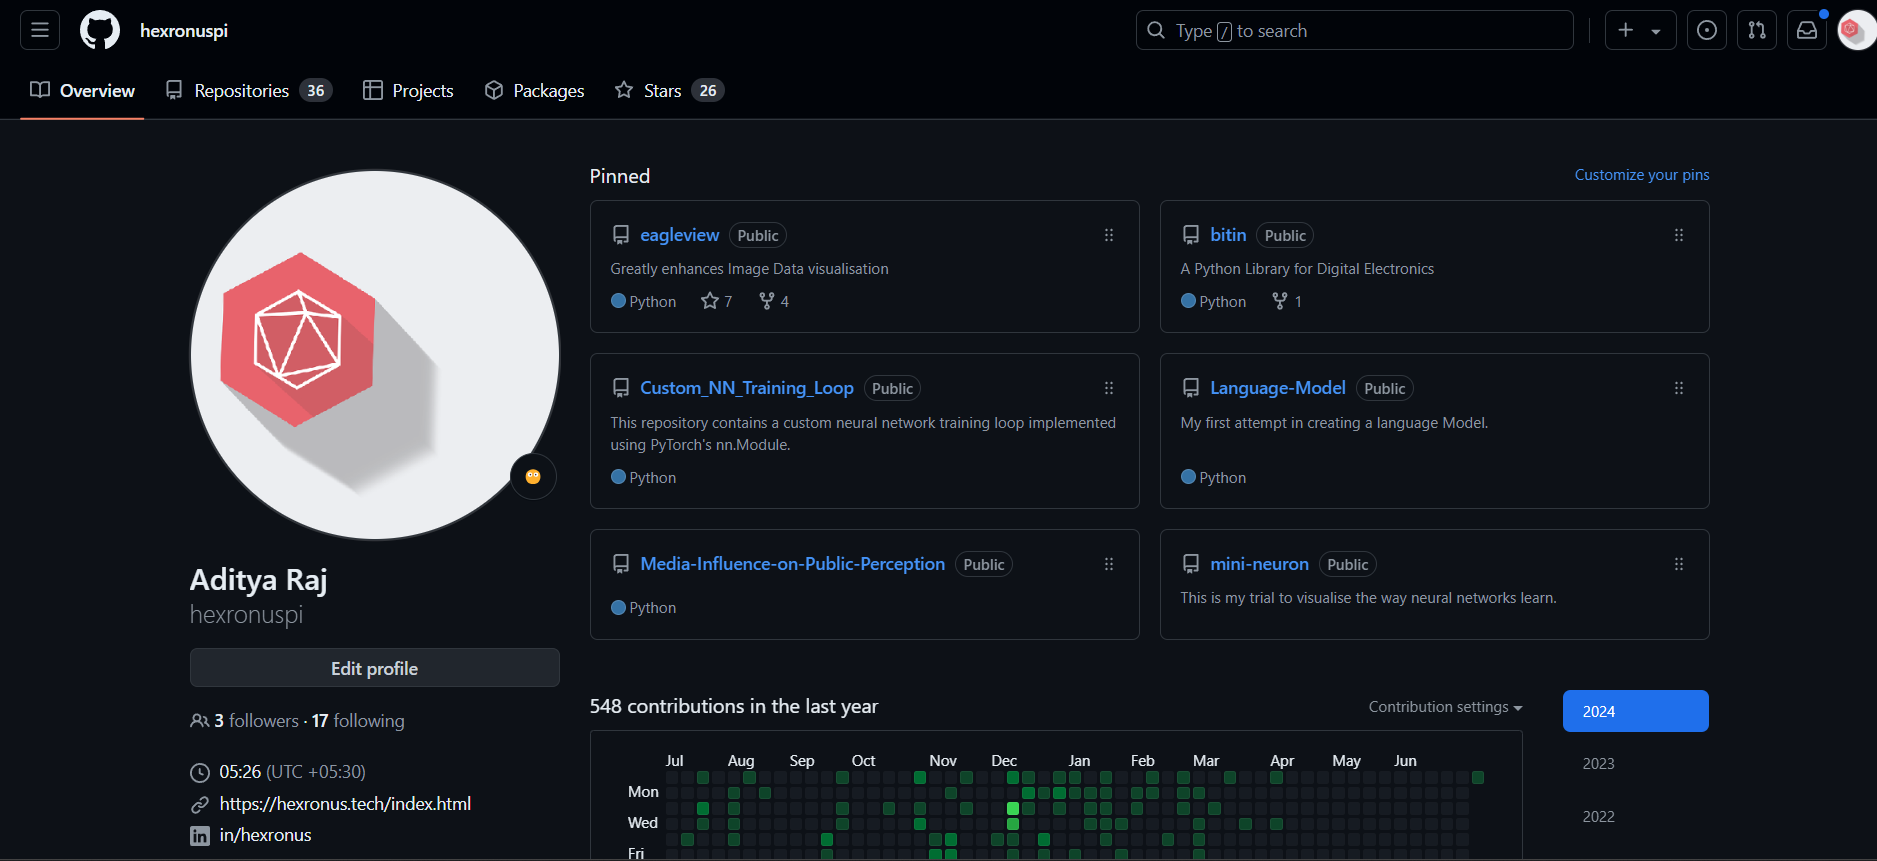 hexronuspi
Type / to search
Overview
Repositories 36
Projects
Packages
Stars 26
Aditya Raj
hexronuspi
Edit profile
3 followers · 17 following
05:26 (UTC +05:30)
https://hexronus.tech/index.html
in/hexronus
Pinned
Customize your pins
eagleview Public
Greatly enhances Image Data visualisation
Python 7 4
bitin Public
A Python Library for Digital Electronics
Python 1
Custom_NN_Training_Loop Public
This repository contains a custom neural network training loop implemented
using PyTorch's nn.Module.
Python
Language-Model Public
My first attempt in creating a language Model.
Python
Media-Influence-on-Public-Perception Public
Python
mini-neuron Public
This is my trial to visualise the way neural networks learn.
548 contributions in the last year
Contribution settings
2024
2023
2022
Jul Aug Sep Oct Nov Dec Jan Feb Mar Apr May Jun
Mon
Wed
Fri